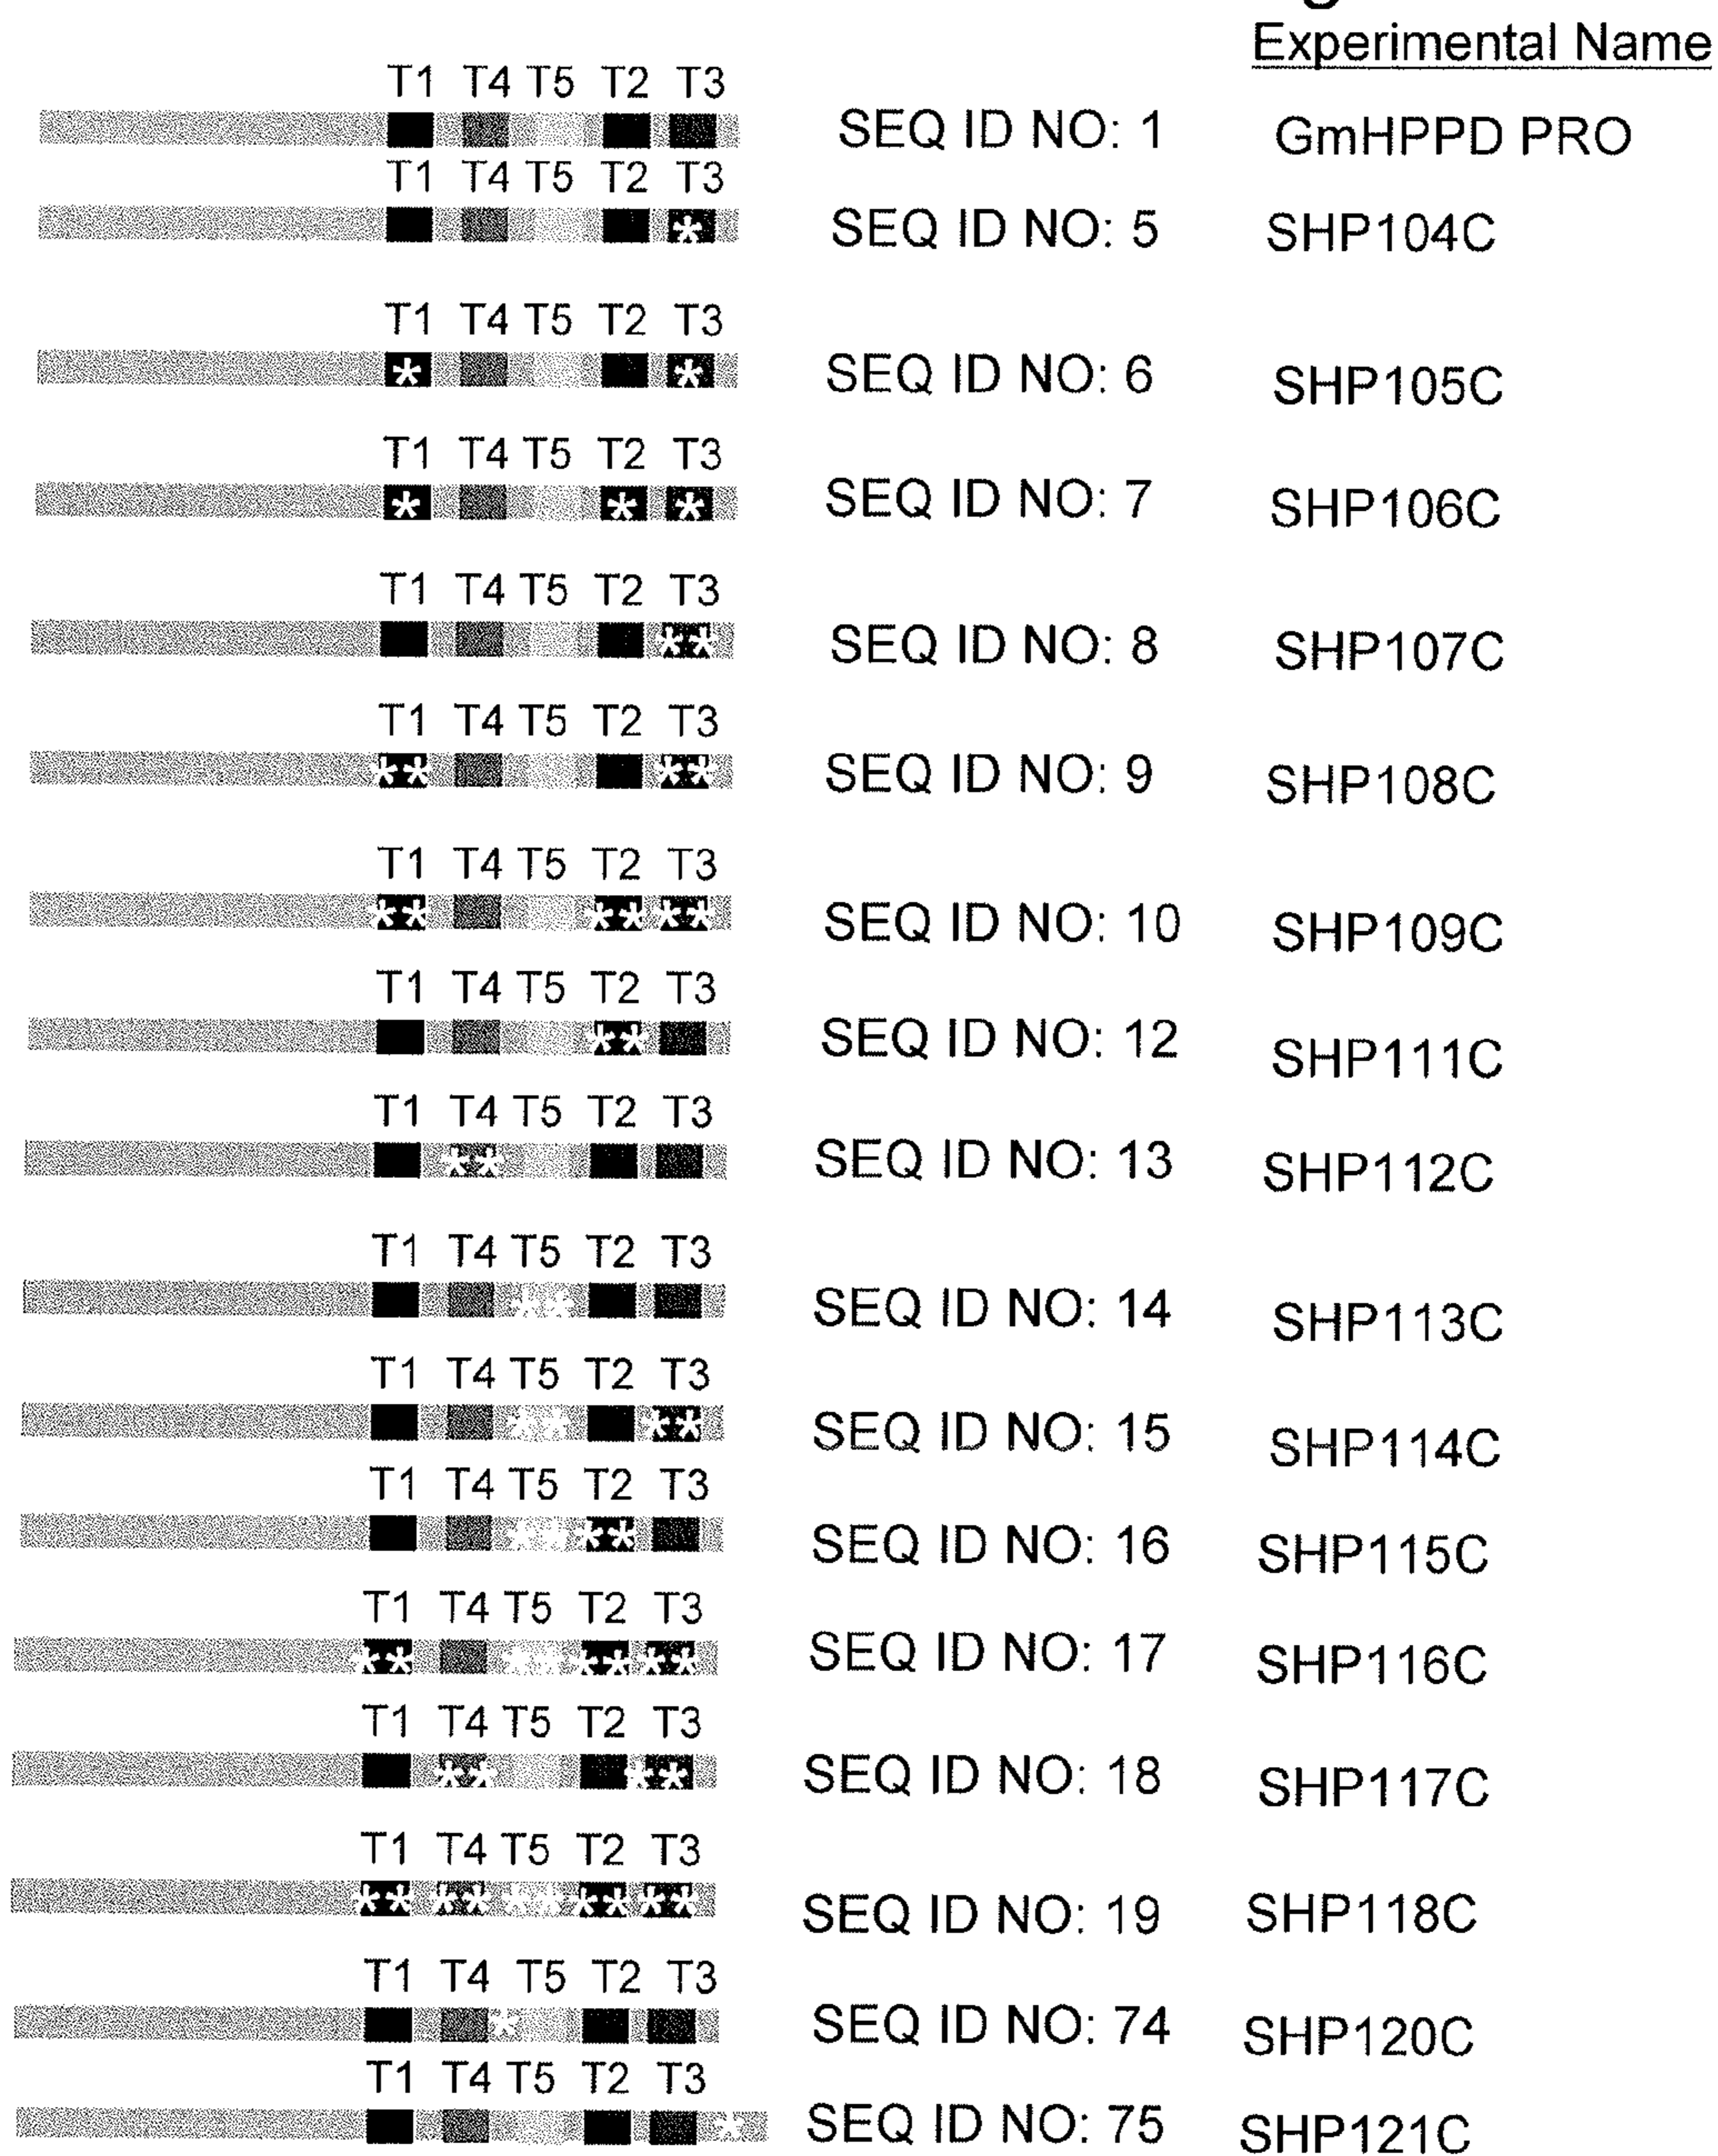 Experimental Name
T1 T4 T5 T2 T3
SEQ ID NO: 1 GmHPPD PRO
T1 T4 T5 T2 T3
* SEQ ID NO: 5 SHP104C
T1 T4 T5 T2 T3
* * SEQ ID NO: 6 SHP105C
T1 T4 T5 T2 T3
* * * SEQ ID NO: 7 SHP106C
T1 T4 T5 T2 T3
** SEQ ID NO: 8 SHP107C
T1 T4 T5 T2 T3
** ** SEQ ID NO: 9 SHP108C
T1 T4 T5 T2 T3
** ** ** SEQ ID NO: 10 SHP109C
T1 T4 T5 T2 T3
** SEQ ID NO: 12 SHP111C
T1 T4 T5 T2 T3
** SEQ ID NO: 13 SHP112C
T1 T4 T5 T2 T3
** SEQ ID NO: 14 SHP113C
T1 T4 T5 T2 T3
** ** SEQ ID NO: 15 SHP114C
T1 T4 T5 T2 T3
** ** SEQ ID NO: 16 SHP115C
T1 T4 T5 T2 T3
** ** ** ** SEQ ID NO: 17 SHP116C
T1 T4 T5 T2 T3
** *** SEQ ID NO: 18 SHP117C
T1 T4 T5 T2 T3
** ** ** ** ** SEQ ID NO: 19 SHP118C
T1 T4 T5 T2 T3
* SEQ ID NO: 74 SHP120C
T1 T4 T5 T2 T3
* SEQ ID NO: 75 SHP121C